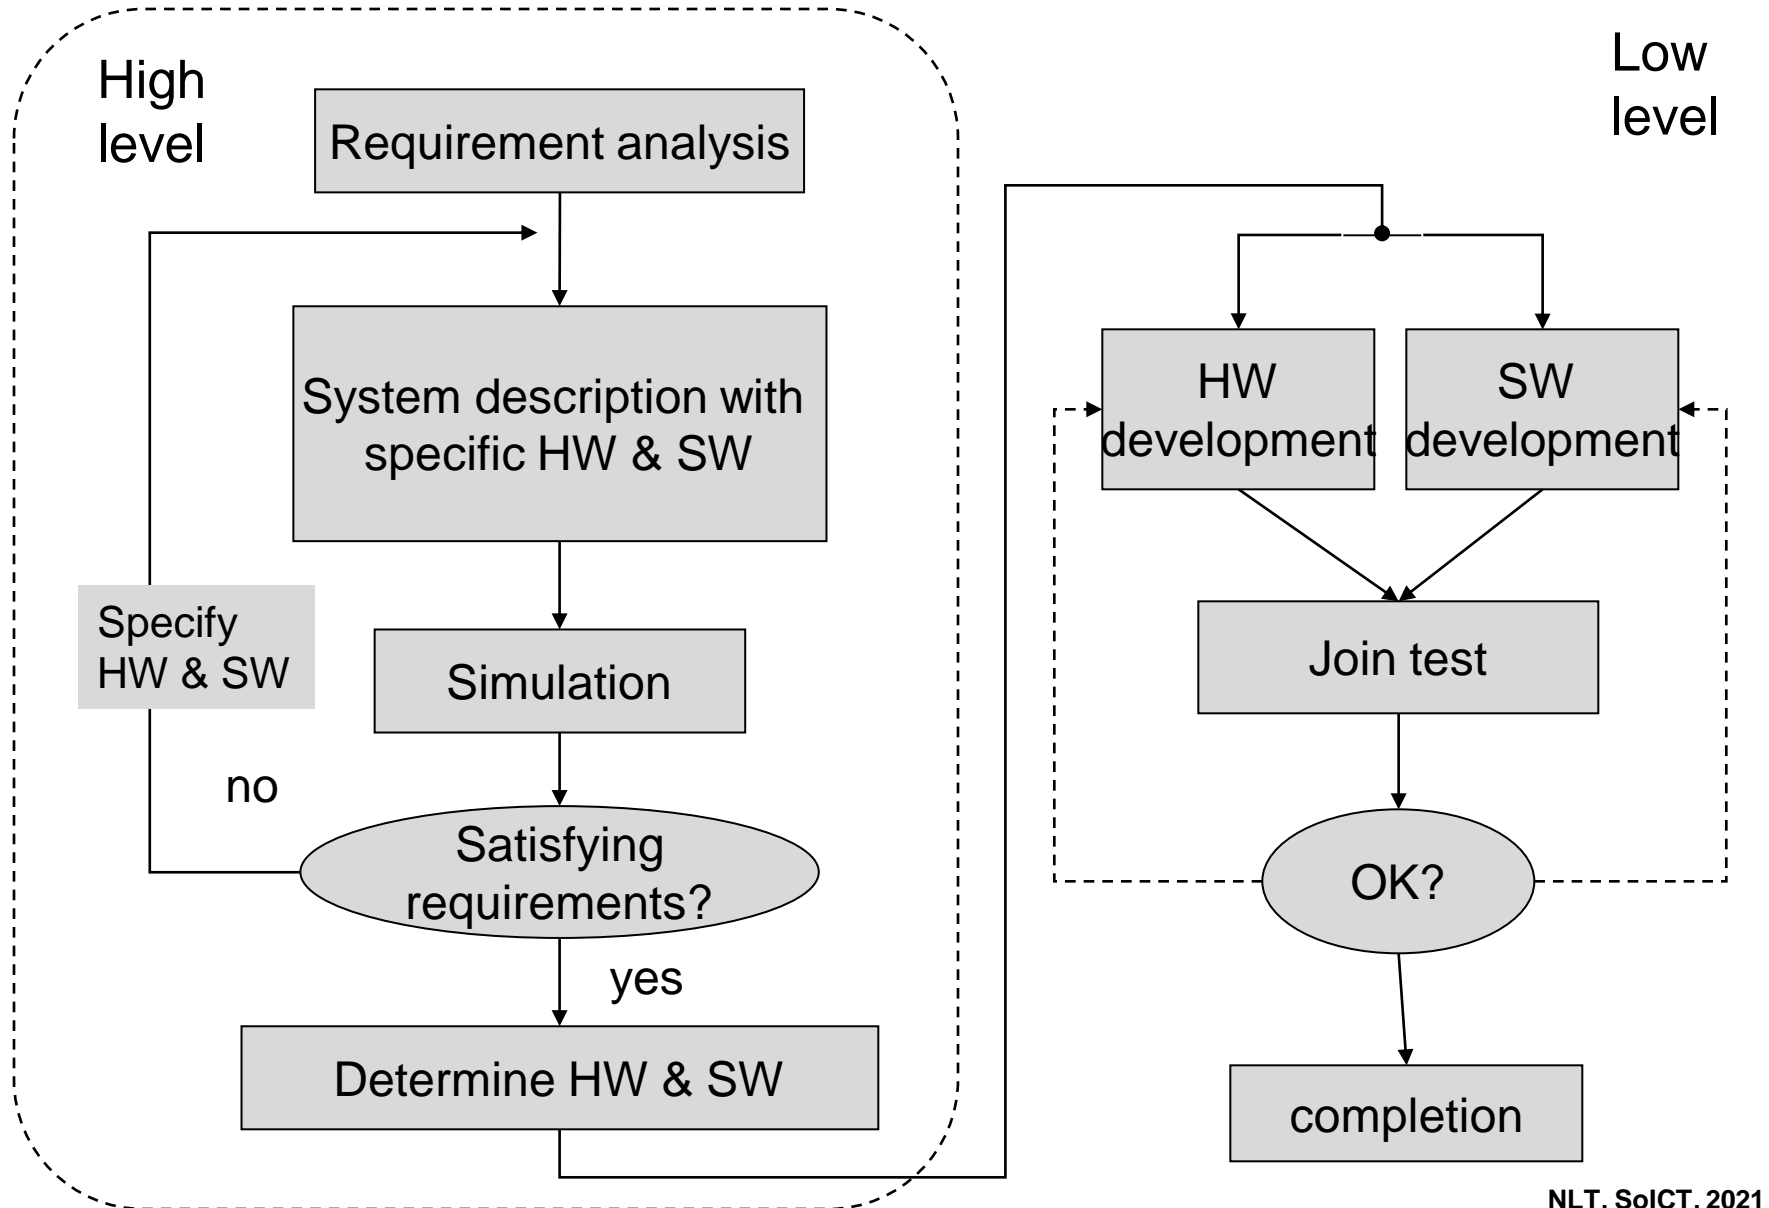 High
level
Requirement analysis
System description with
specific HW & SW
Specify
HW & SW
Simulation
no
Satisfying
requirements?
yes
Determine HW & SW
Low
level
HW
development
SW
development
Join test
OK?
completion
NLT, SoICT, 2021